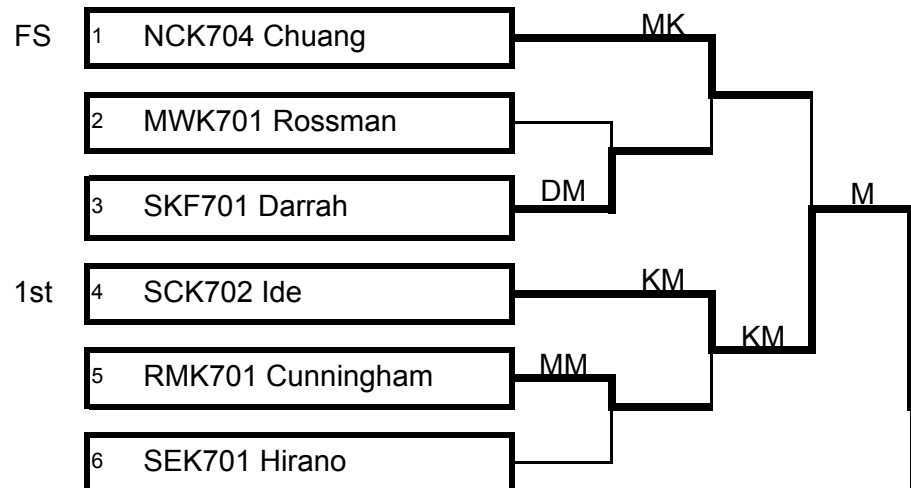 FS 1 NCK704 Chuang MK
2 MWK701 Rossman
3 SKF701 Darrah DM M
1st 4 SCK702 Ide KM
5 RMK701 Cunningham MM KM
6 SEK701 Hirano